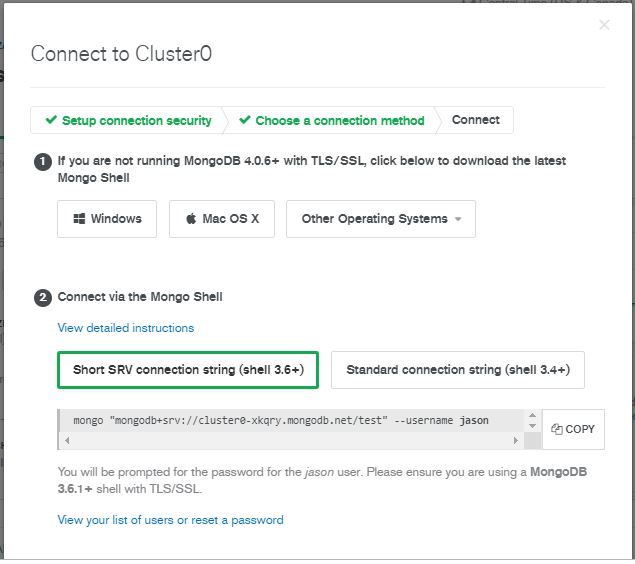 Connect to Cluster0
Setup connection security
Choose a connection method
Connect
1 If you are not running MongoDB 4.0.6+ with TLS/SSL, click below to download the latest
Mongo Shell
Windows
Mac OS X
Other Operating Systems
2 Connect via the Mongo Shell
View detailed instructions
Short SRV connection string (shell 3.6+)
Standard connection string (shell 3.4+)
mongo "mongodb+srv://cluster0-xkqry.mongodb.net/test" --username jason
COPY
You will be prompted for the password for the jason user. Please ensure you are using a MongoDB
3.6.1+ shell with TLS/SSL.
View your list of users or reset a password